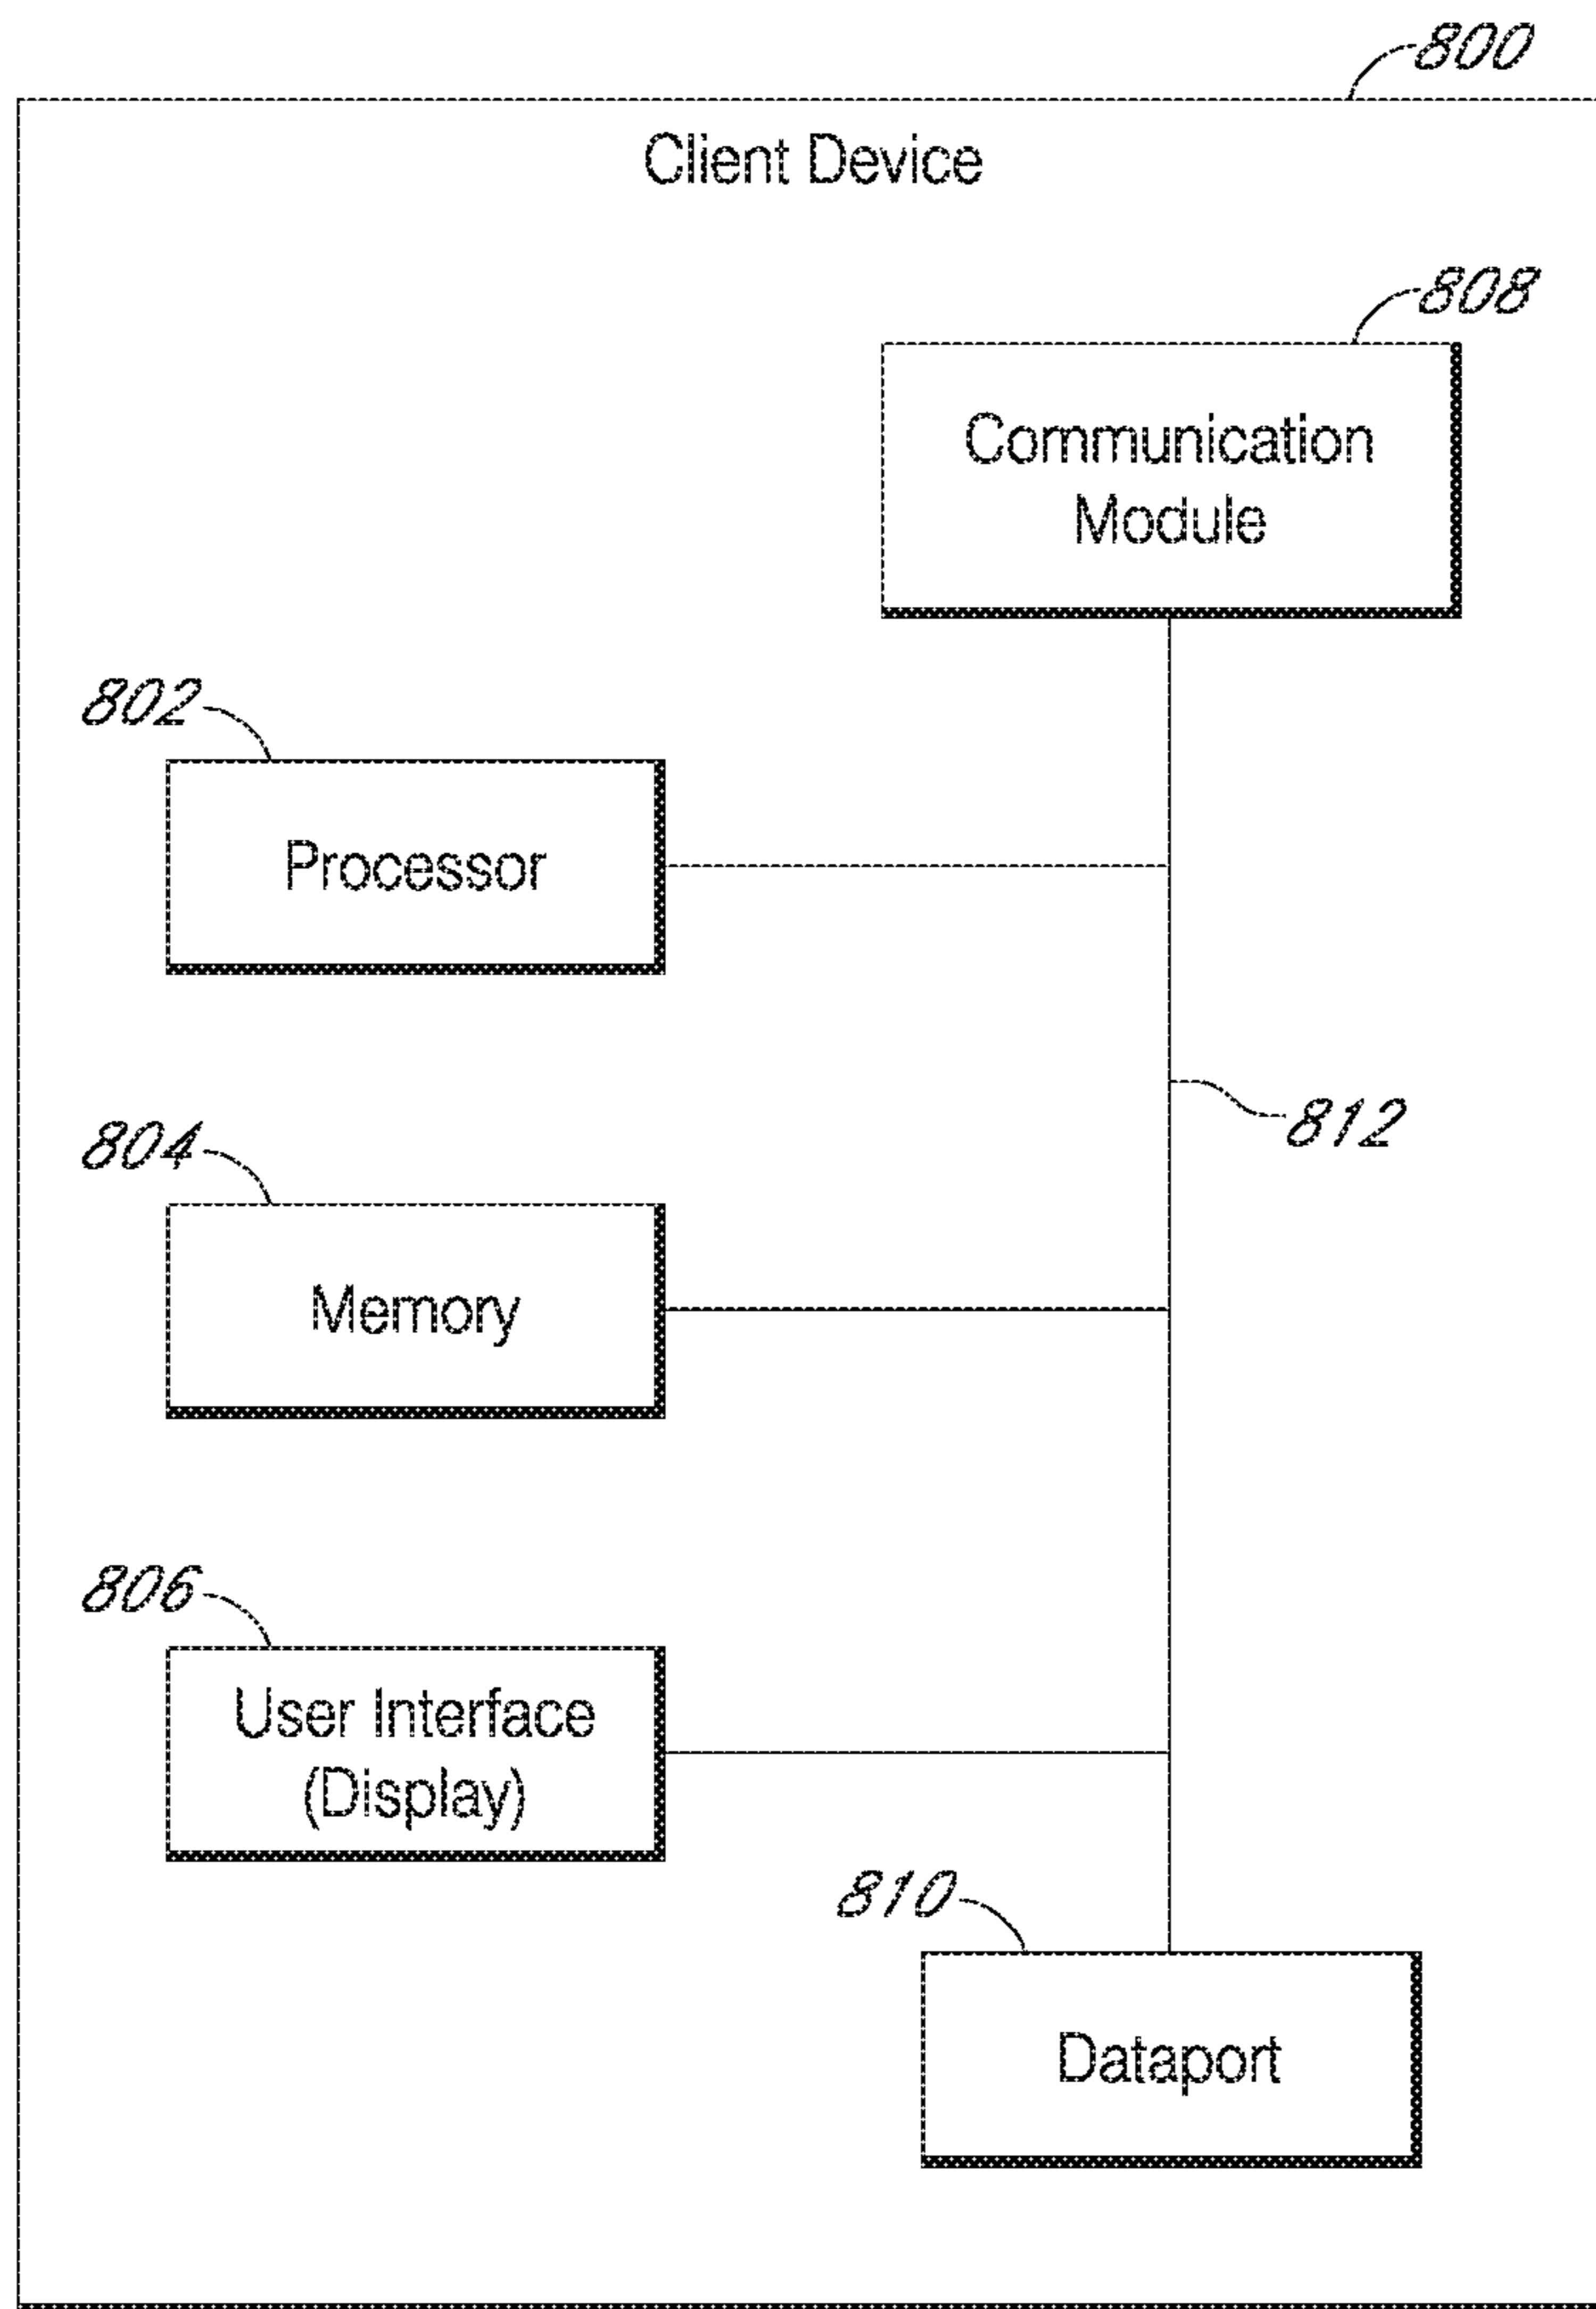 800
Client Device
808
Communication
Module
802
Processor
812
804
Memory
806
User Interface
(Display)
810
Dataport